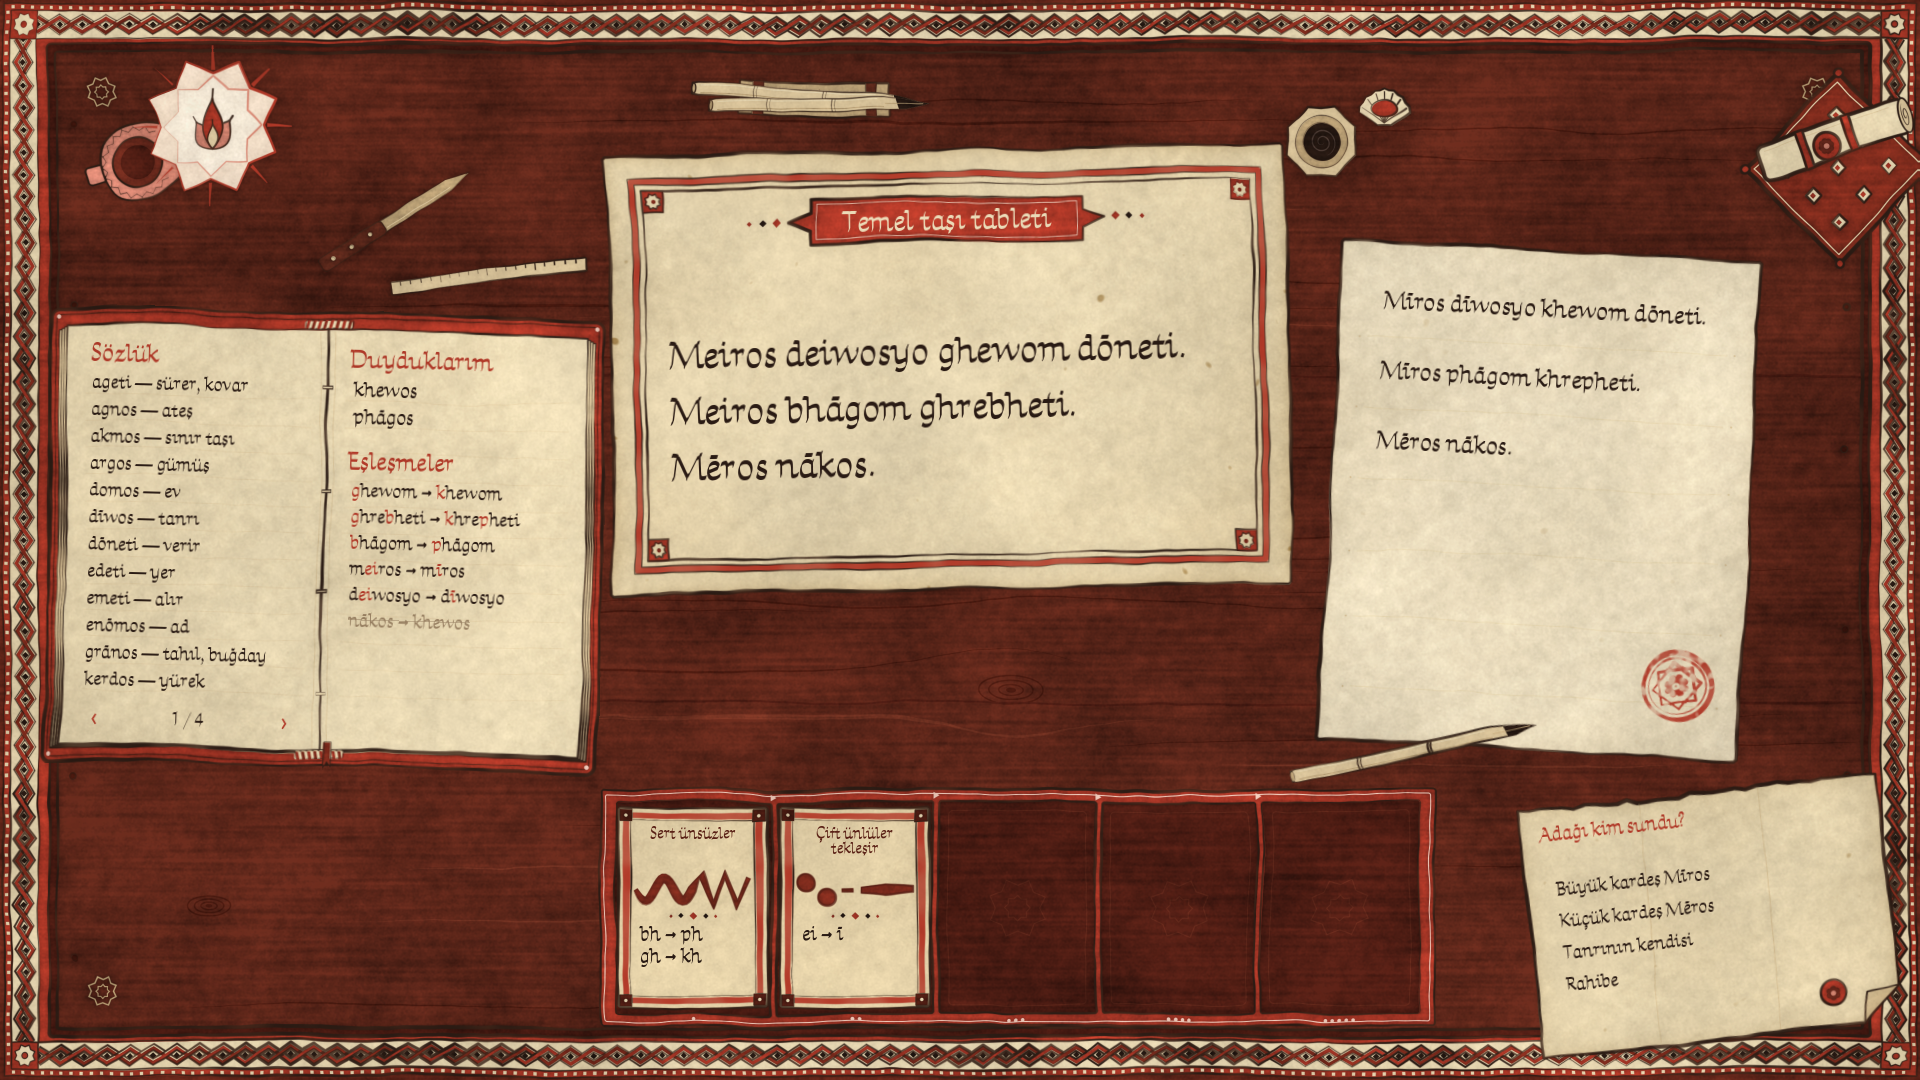 Temel taşı tableti
Meiros deiwosyo ghewom dōneti.
Meiros bhāgom ghrebheti.
Mēros nākos.
Sözlük
ageti — sürer, kovar
agnos — ateş
akmos — sınır taşı
argos — gümüş
domos — ev
dīwos — tanrı
dōneti — verir
edeti — yer
emeti — alır
enōmos — ad
grānos — tahıl, buğday
kerdos — yürek
‹ 1 / 4 ›
Duyduklarım
khewos
phāgos
Eşleşmeler
ghewom → khewom
ghrebheti → khrepheti
bhāgom → phāgom
meiros → mīros
deiwosyo → dīwosyo
nākos → khewos
Mīros dīwosyo khewom dōneti.
Mīros phāgom khrepheti.
Mēros nākos.
Sert ünsüzler
bh → ph
gh → kh
Çift ünlüler
tekleşir
ei → ī
Adağı kim sundu?
Büyük kardeş Mīros
Küçük kardeş Mēros
Tanrının kendisi
Rahibe